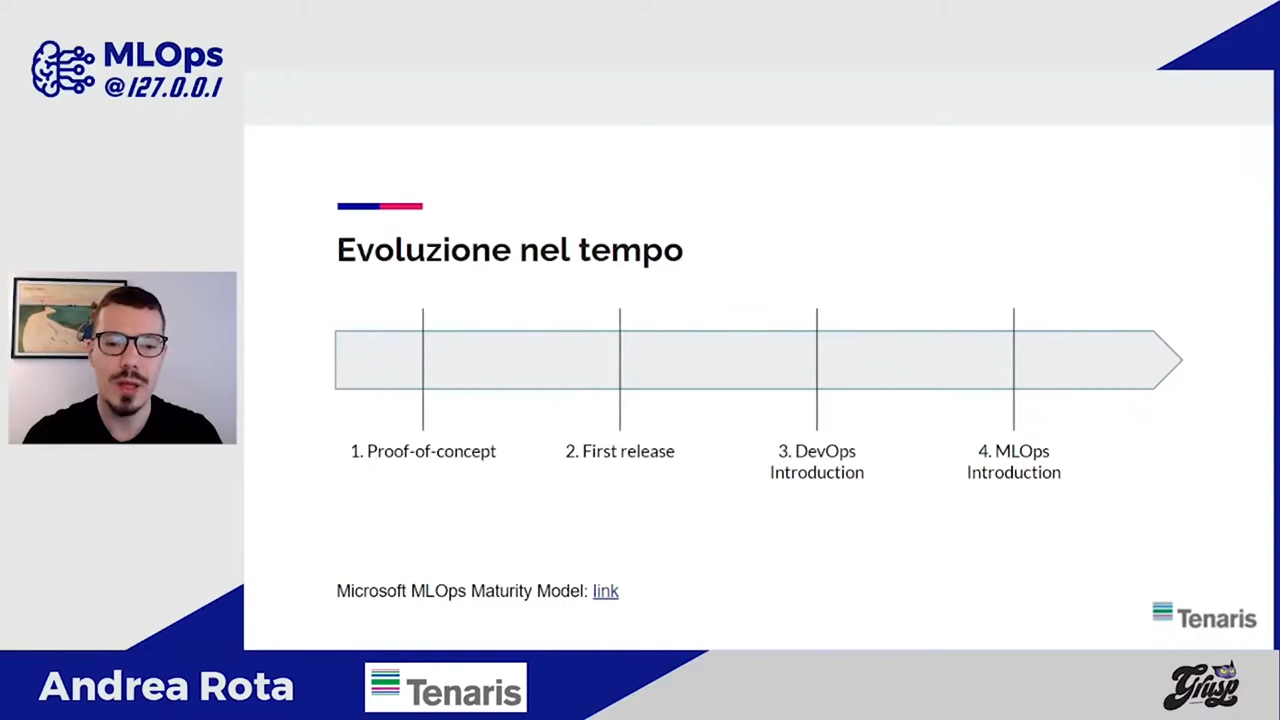 MLOps
@127.0.0.1
Evoluzione nel tempo
1. Proof-of-concept
2. First release
3. DevOps
Introduction
4. MLOps
Introduction
Microsoft MLOps Maturity Model: link
Tenaris
Andrea Rota
Tenaris
Grusp